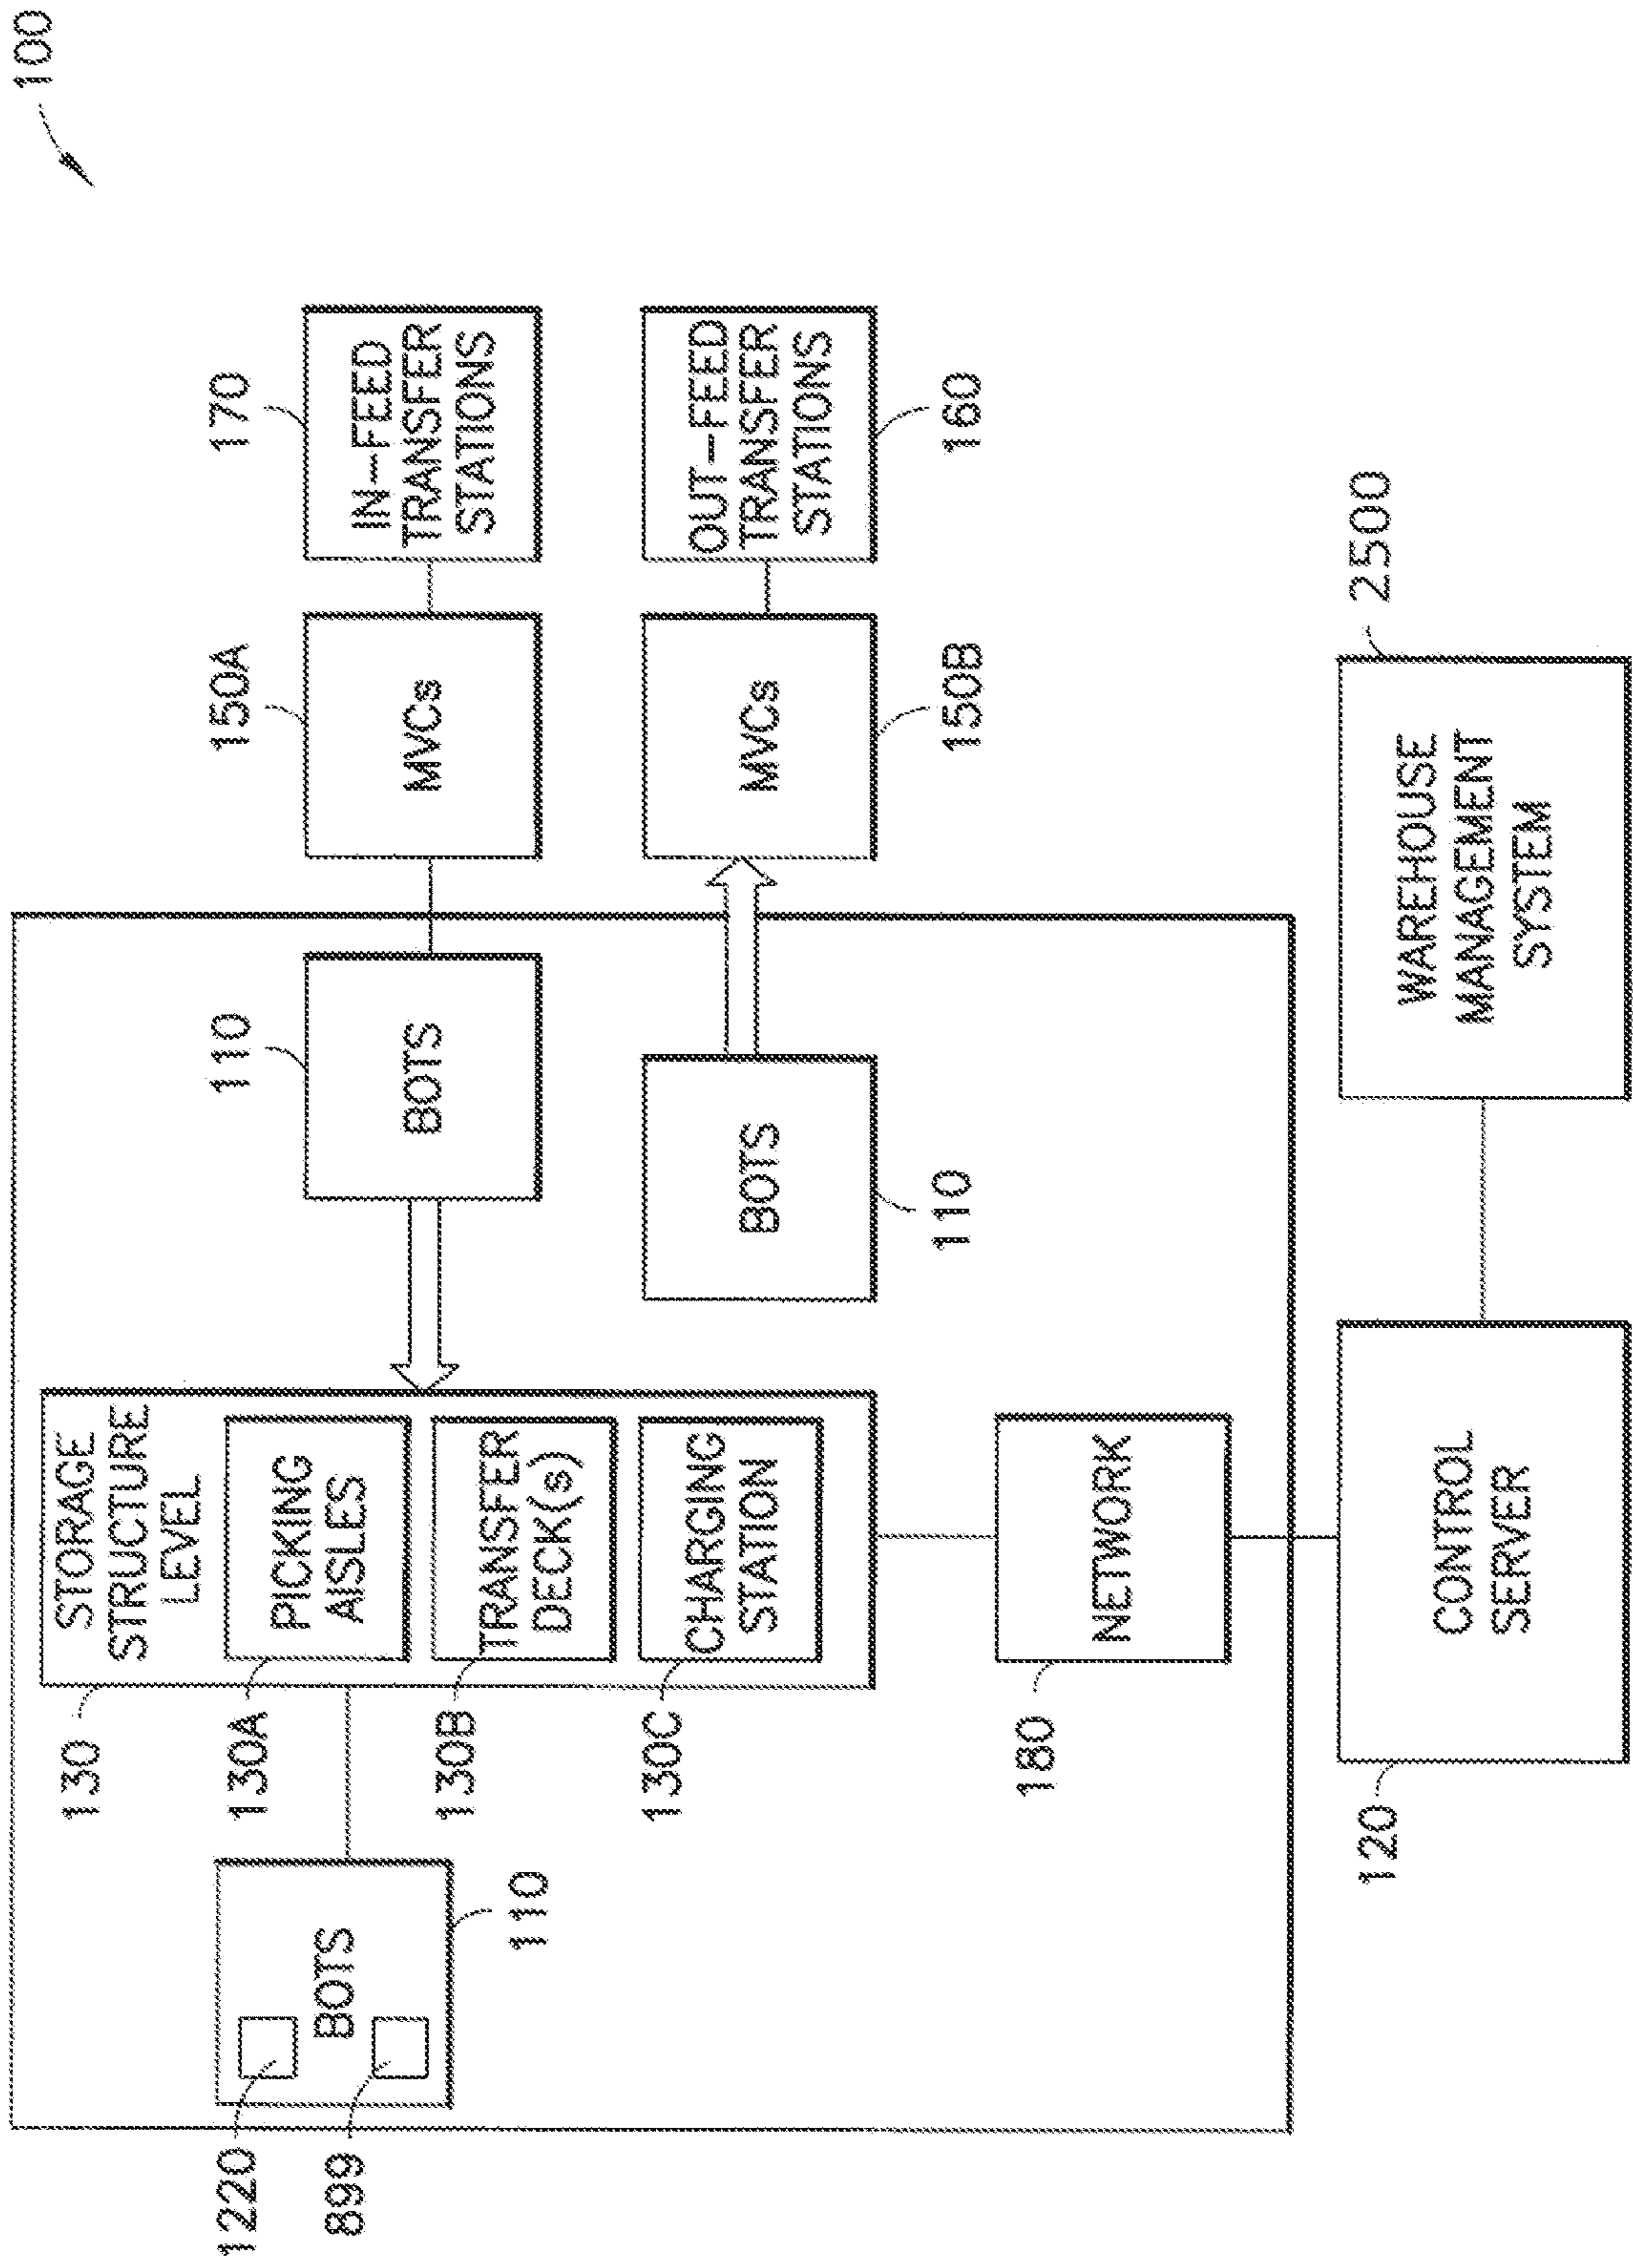 100
170
IN-FEED
TRANSFER
STATIONS
150A
MVCs
110
BOTS
OUT-FEED
TRANSFER
STATIONS
160
MVCs
150B
BOTS
110
STORAGE
STRUCTURE
LEVEL
130
PICKING
AISLES
130A
TRANSFER
DECK(s)
130B
CHARGING
STATION
130C
BOTS
110
1220
899
NETWORK
180
CONTROL
SERVER
120
WAREHOUSE
MANAGEMENT
SYSTEM
2500